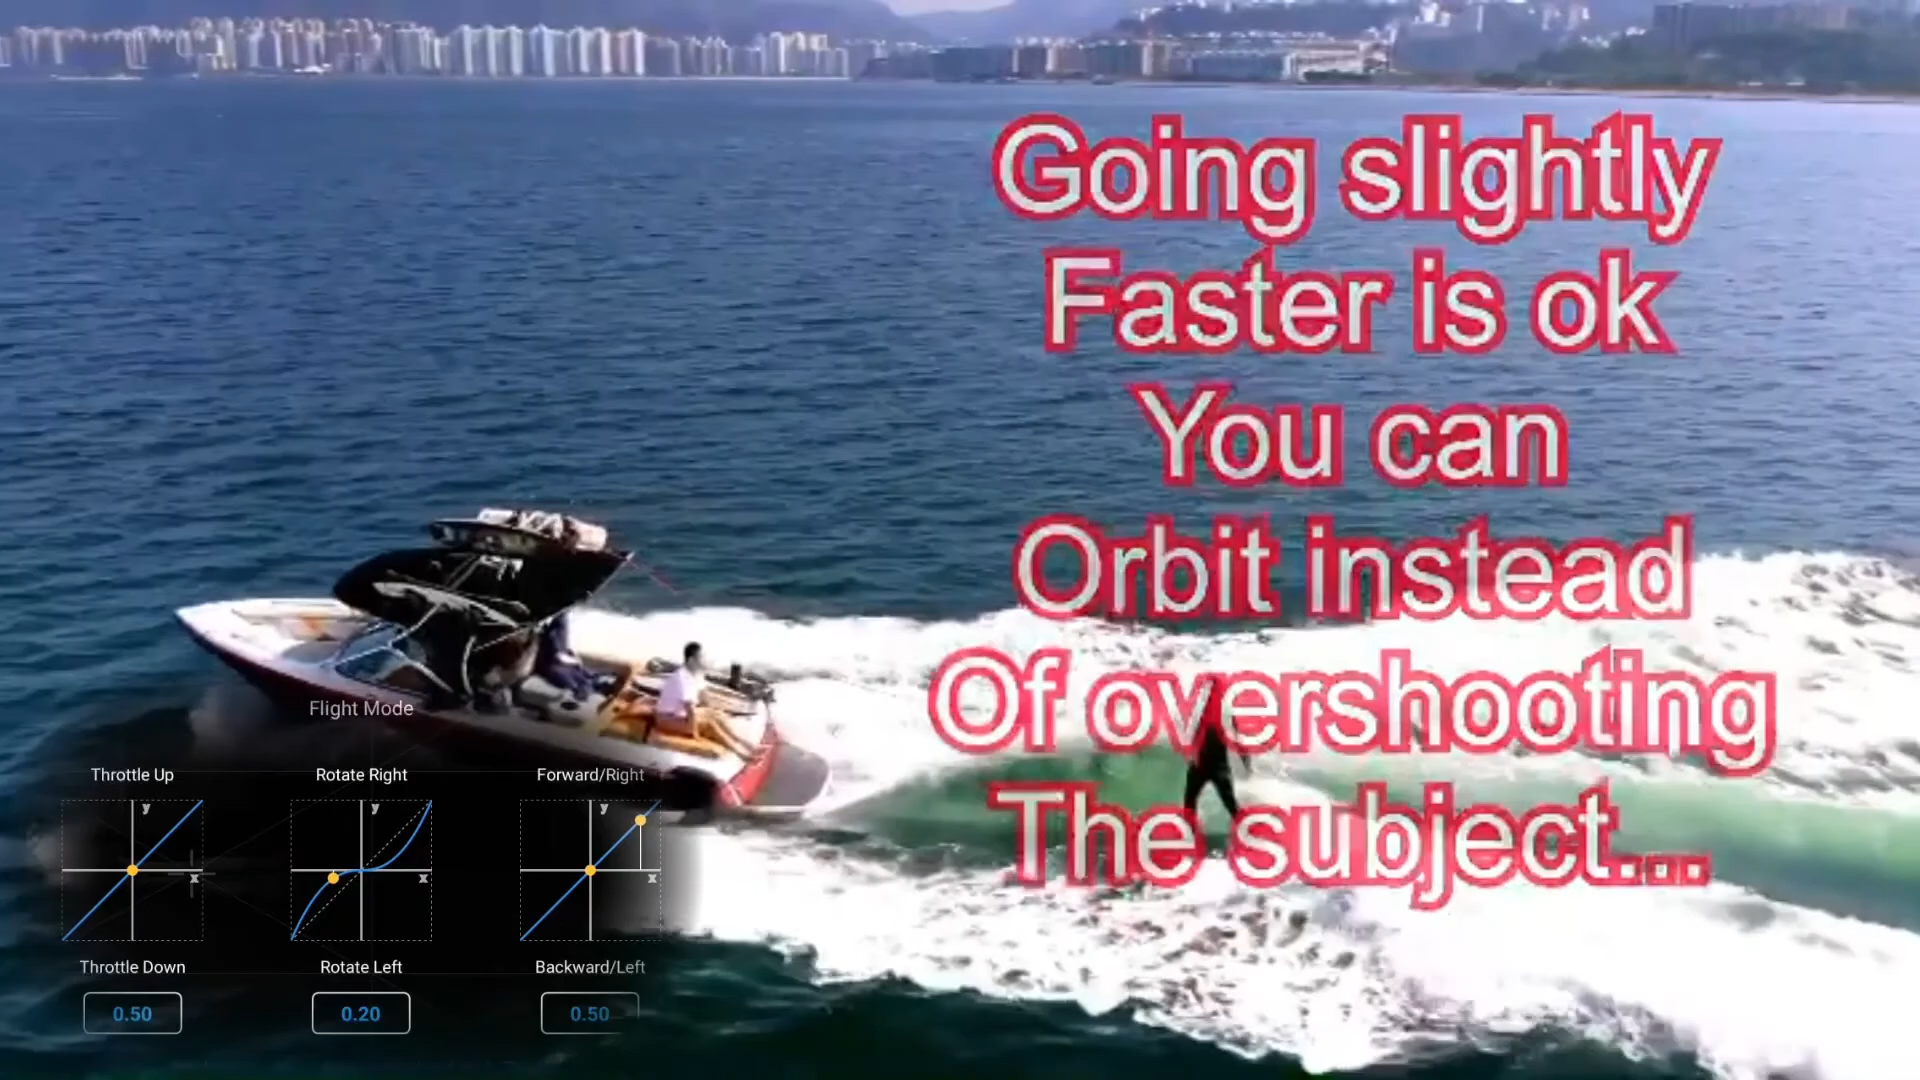 Going slightly
Faster is ok
You can
Orbit instead
Of overshooting
The subject...
Flight Mode
Throttle Up
Rotate Right
Forward/Right
y
y
y
x
x
x
Throttle Down
Rotate Left
Backward/Left
0.50
0.20
0.50